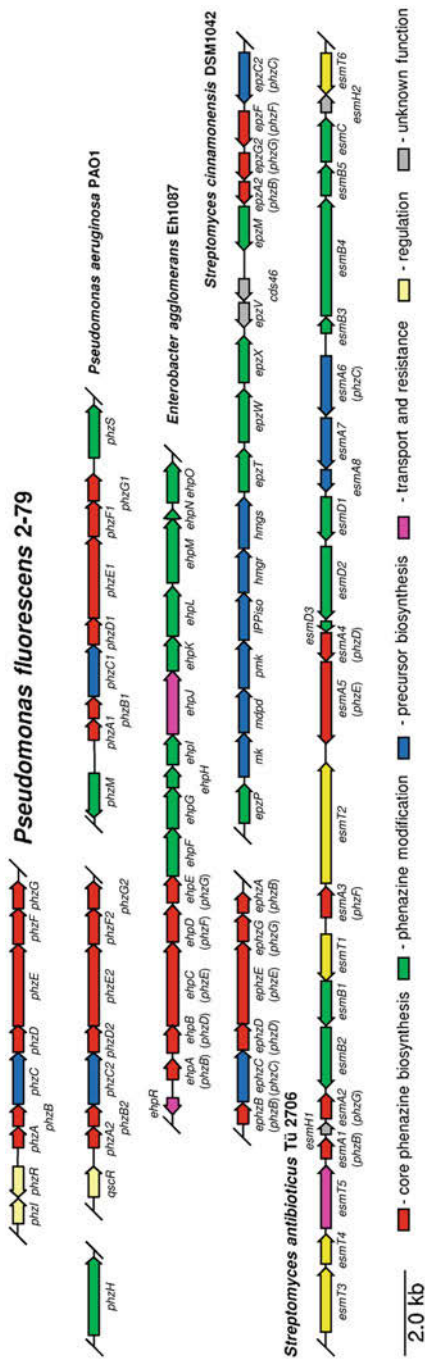 Pseudomonas fluorescens 2-79
phzI phzR phzA phzC phzD phzE phzF phzG
phzB
Pseudomonas aeruginosa PAO1
phzH qscR phzA2 phzC2 phzD2 phzE2 phzF2 phzM phzA1 phzC1 phzD1 phzE1 phzF1 phzS
phzB2 phzG2 phzB1 phzG1
Enterobacter agglomerans Eh1087
ehpR ehpA ehpB ehpC ehpD ehpE ehpF ehpG ehpI ehpJ ehpK ehpL ehpM ehpN ehpO
(phzB) (phzD) (phzE) (phzF) (phzG) ehpH
Streptomyces cinnamonensis DSM1042
ephzB ephzC ephzD ephzE ephzG ephzA epzP mk mdpd pmk IPPiso hmgr hmgs epzT epzW epzX epzV cds46 epzM epzA2 epzG2 epzF epzC2
(phzB) (phzC) (phzD) (phzE) (phzG) (phzB) (phzB) (phzG) (phzF) (phzC)
Streptomyces antibioticus Tü 2706
esmH1 esmD3
esmT3 esmT4 esmT5 esmA1 esmA2 esmB2 esmB1 esmT1 esmA3 esmT2 esmA5 esmA4 esmD2 esmD1 esmA8 esmA7 esmA6 esmB3 esmB4 esmB5 esmC esmH2 esmT6
(phzB) (phzG) (phzF) (phzE) (phzD) (phzC)
2.0 kb
- core phenazine biosynthesis - phenazine modification - precursor biosynthesis - transport and resistance - regulation - unknown function